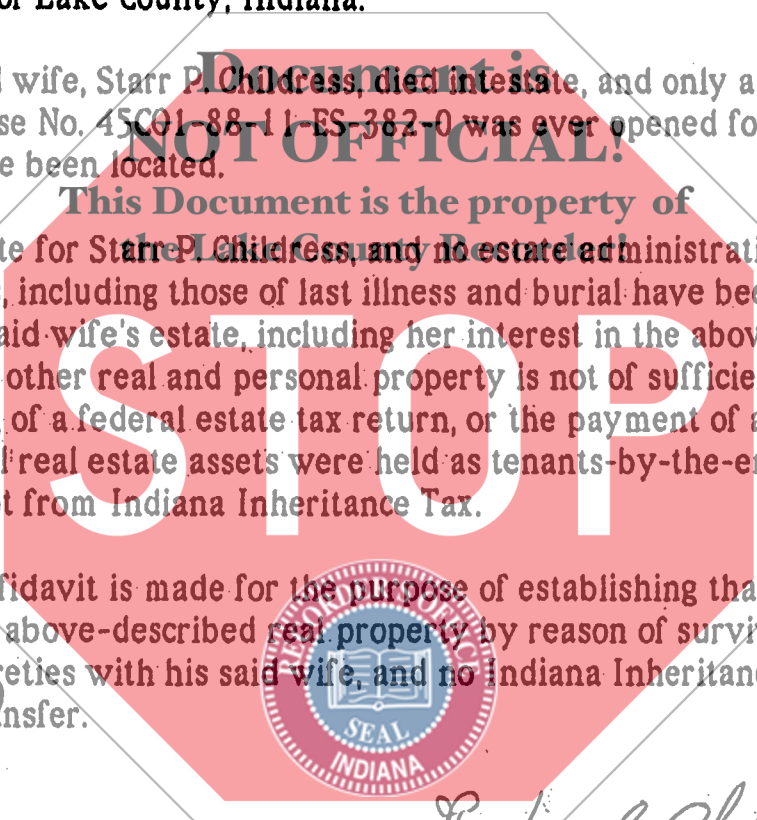 or Lake County, Indiana.
Document is
wife, Starr P. Childress, died intestate, and only a
se No. 45C01-88-11-ES-382-0 was ever opened fo
NOT OFFICIAL!
e been located.
This Document is the property of
the Lake County Recorder!
te for Starr P. Childress, and no estate administrati
, including those of last illness and burial have bee
aid wife's estate, including her interest in the abov
other real and personal property is not of sufficie
of a federal estate tax return, or the payment of a
l real estate assets were held as tenants-by-the-e
t from Indiana Inheritance Tax.
STOP
fidavit is made for the purpose of establishing tha
above-described real property by reason of survi
reties with his said wife, and no Indiana Inheritanc
nsfer.
RECORDER'S OFFICE
SEAL
INDIANA